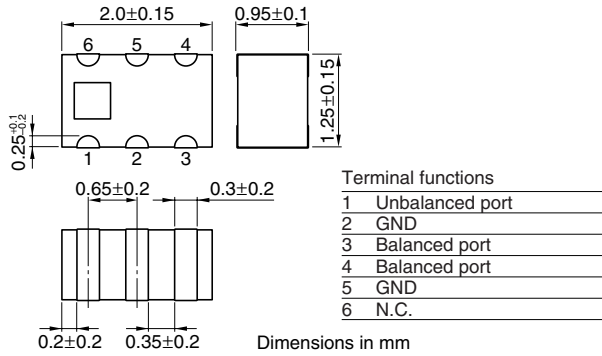 2.0±0.15
0.95±0.1
6 5 4
1.25±0.15
0.25+0.1−0.2
1 2 3
0.65±0.2
0.3±0.2
0.2±0.2
0.35±0.2
Dimensions in mm
Terminal functions
1 Unbalanced port
2 GND
3 Balanced port
4 Balanced port
5 GND
6 N.C.